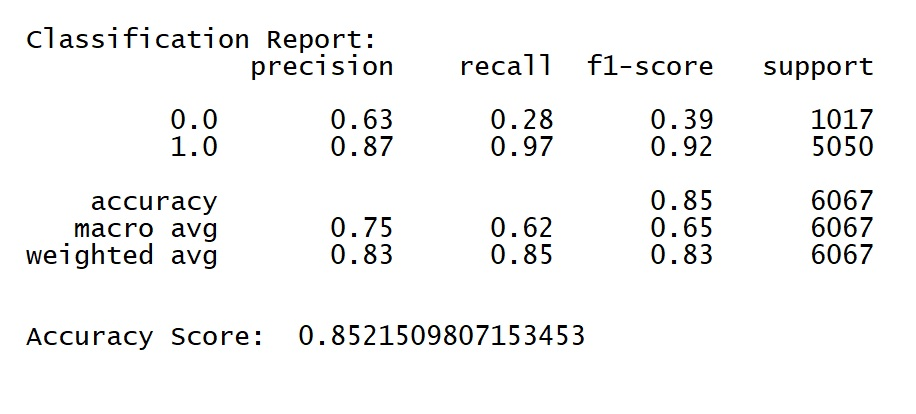 Classification Report:
precision recall f1-score support
0.0 0.63 0.28 0.39 1017
1.0 0.87 0.97 0.92 5050
accuracy 0.85 6067
macro avg 0.75 0.62 0.65 6067
weighted avg 0.83 0.85 0.83 6067
Accuracy Score: 0.8521509807153453